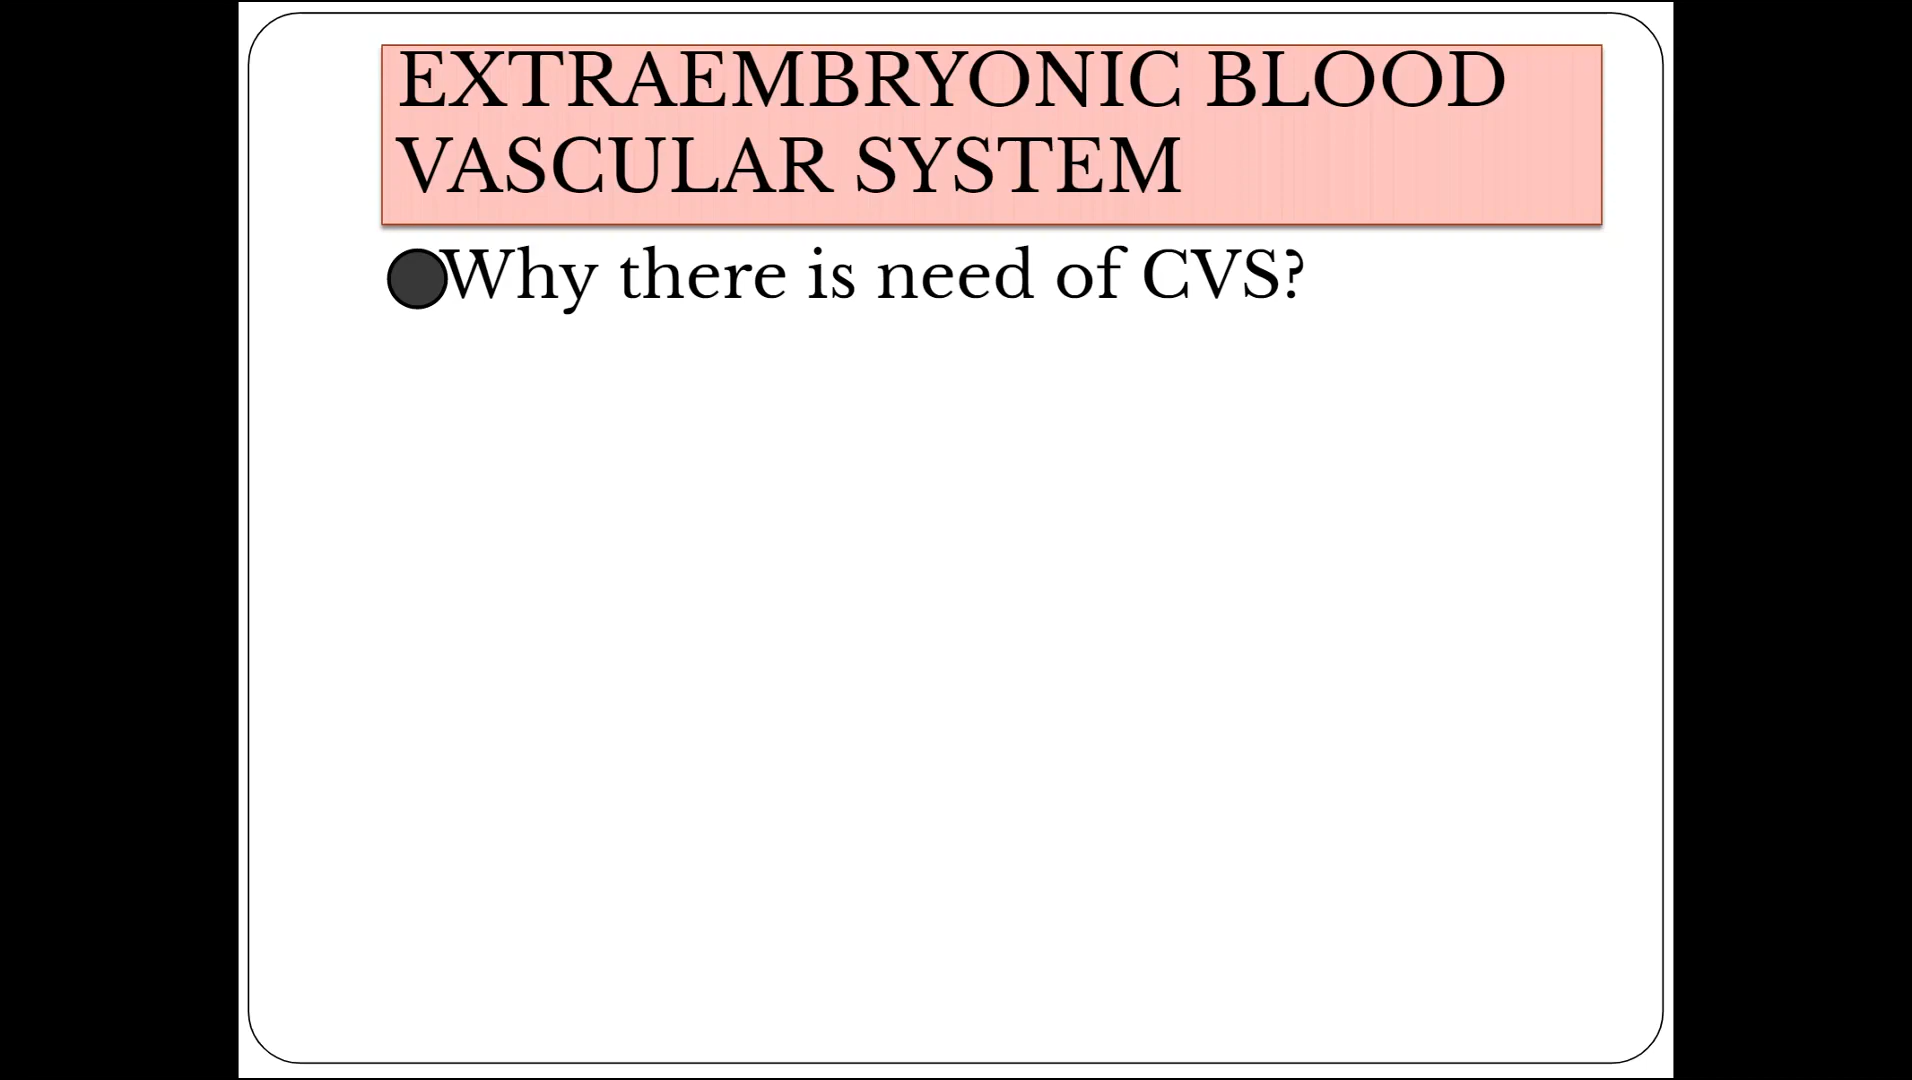 EXTRAEMBRYONIC BLOOD
VASCULAR SYSTEM
Why there is need of CVS?